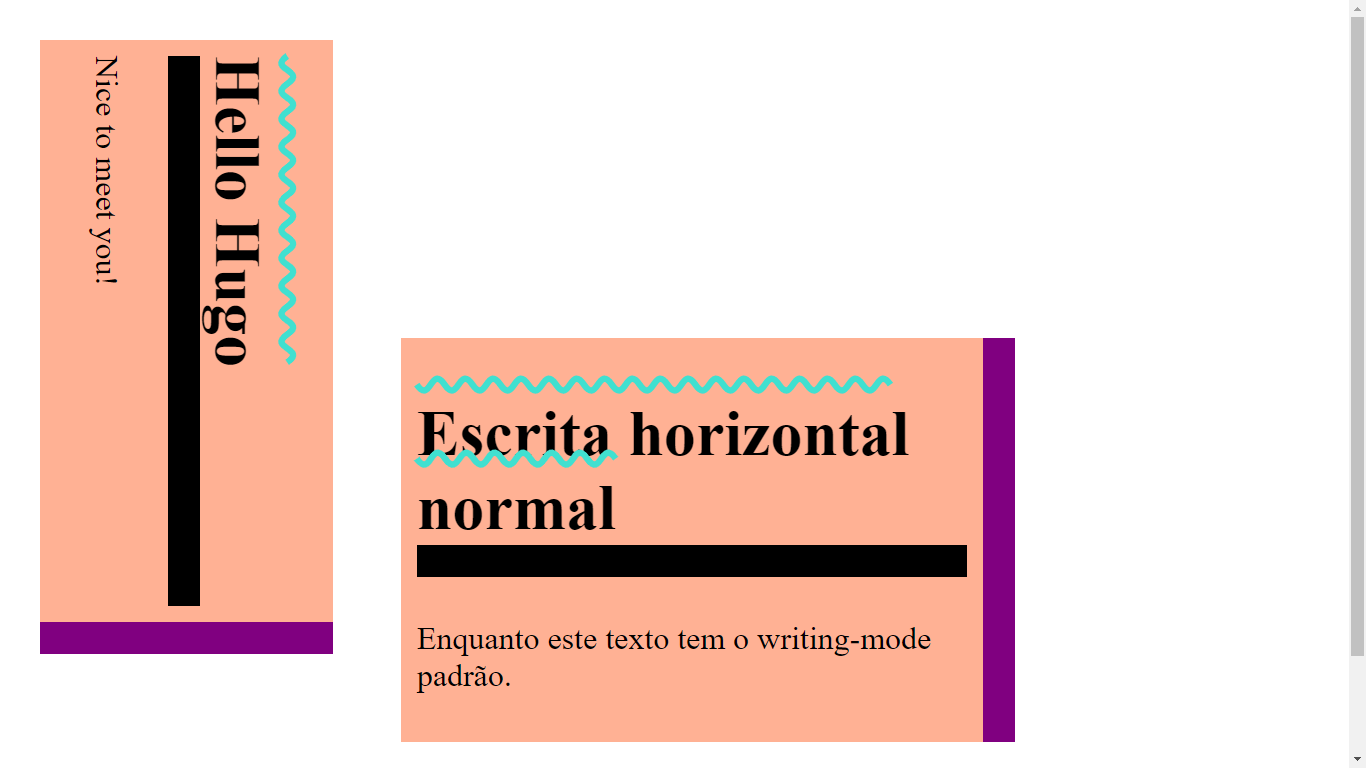 Hello Hugo
Nice to meet you!
Escrita horizontal
normal
Enquanto este texto tem o writing-mode
padrão.